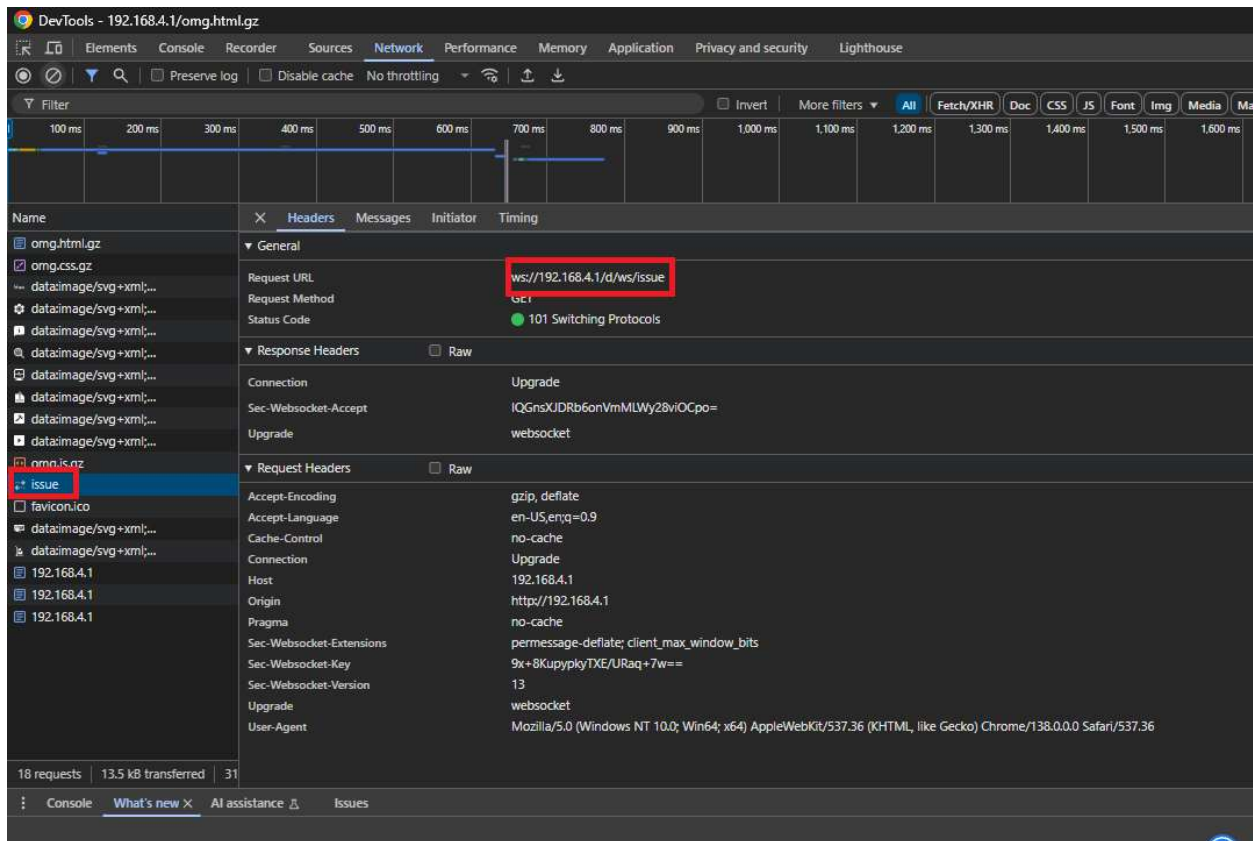 DevTools - 192.168.4.1/omg.html.gz
Elements Console Recorder Sources Network Performance Memory Application Privacy and security Lighthouse
Preserve log Disable cache No throttling
Filter Invert More filters All Fetch/XHR Doc CSS JS Font Img Media
100 ms 200 ms 300 ms 400 ms 500 ms 600 ms 700 ms 800 ms 900 ms 1,000 ms 1,100 ms 1,200 ms 1,300 ms 1,400 ms 1,500 ms 1,600 ms
Name
omg.html.gz
omg.css.gz
data:image/svg+xml;...
data:image/svg+xml;...
data:image/svg+xml;...
data:image/svg+xml;...
data:image/svg+xml;...
data:image/svg+xml;...
data:image/svg+xml;...
data:image/svg+xml;...
omg.js.gz
issue
favicon.ico
data:image/svg+xml;...
data:image/svg+xml;...
192.168.4.1
192.168.4.1
192.168.4.1
18 requests 13.5 kB transferred 31
Headers Messages Initiator Timing
General
Request URL ws://192.168.4.1/d/ws/issue
Request Method GET
Status Code 101 Switching Protocols
Response Headers Raw
Connection Upgrade
Sec-Websocket-Accept IQGnsXJDRb6onVmMLWy28viOCpo=
Upgrade websocket
Request Headers Raw
Accept-Encoding gzip, deflate
Accept-Language en-US,en;q=0.9
Cache-Control no-cache
Connection Upgrade
Host 192.168.4.1
Origin http://192.168.4.1
Pragma no-cache
Sec-Websocket-Extensions permessage-deflate; client_max_window_bits
Sec-Websocket-Key 9x+8KupypkyTXE/URaq+7w==
Sec-Websocket-Version 13
Upgrade websocket
User-Agent Mozilla/5.0 (Windows NT 10.0; Win64; x64) AppleWebKit/537.36 (KHTML, like Gecko) Chrome/138.0.0.0 Safari/537.36
Console What's new AI assistance Issues